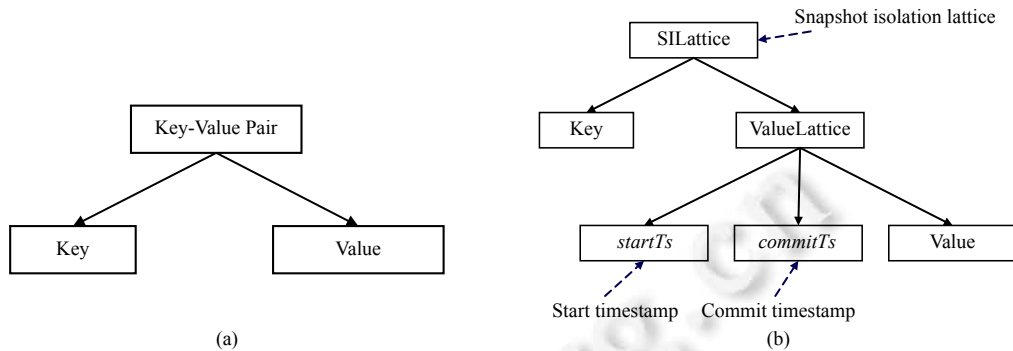 Key-Value Pair
Key
Value
(a)
Snapshot isolation lattice
SILattice
Key
ValueLattice
startTs
commitTs
Value
Start timestamp
Commit timestamp
(b)